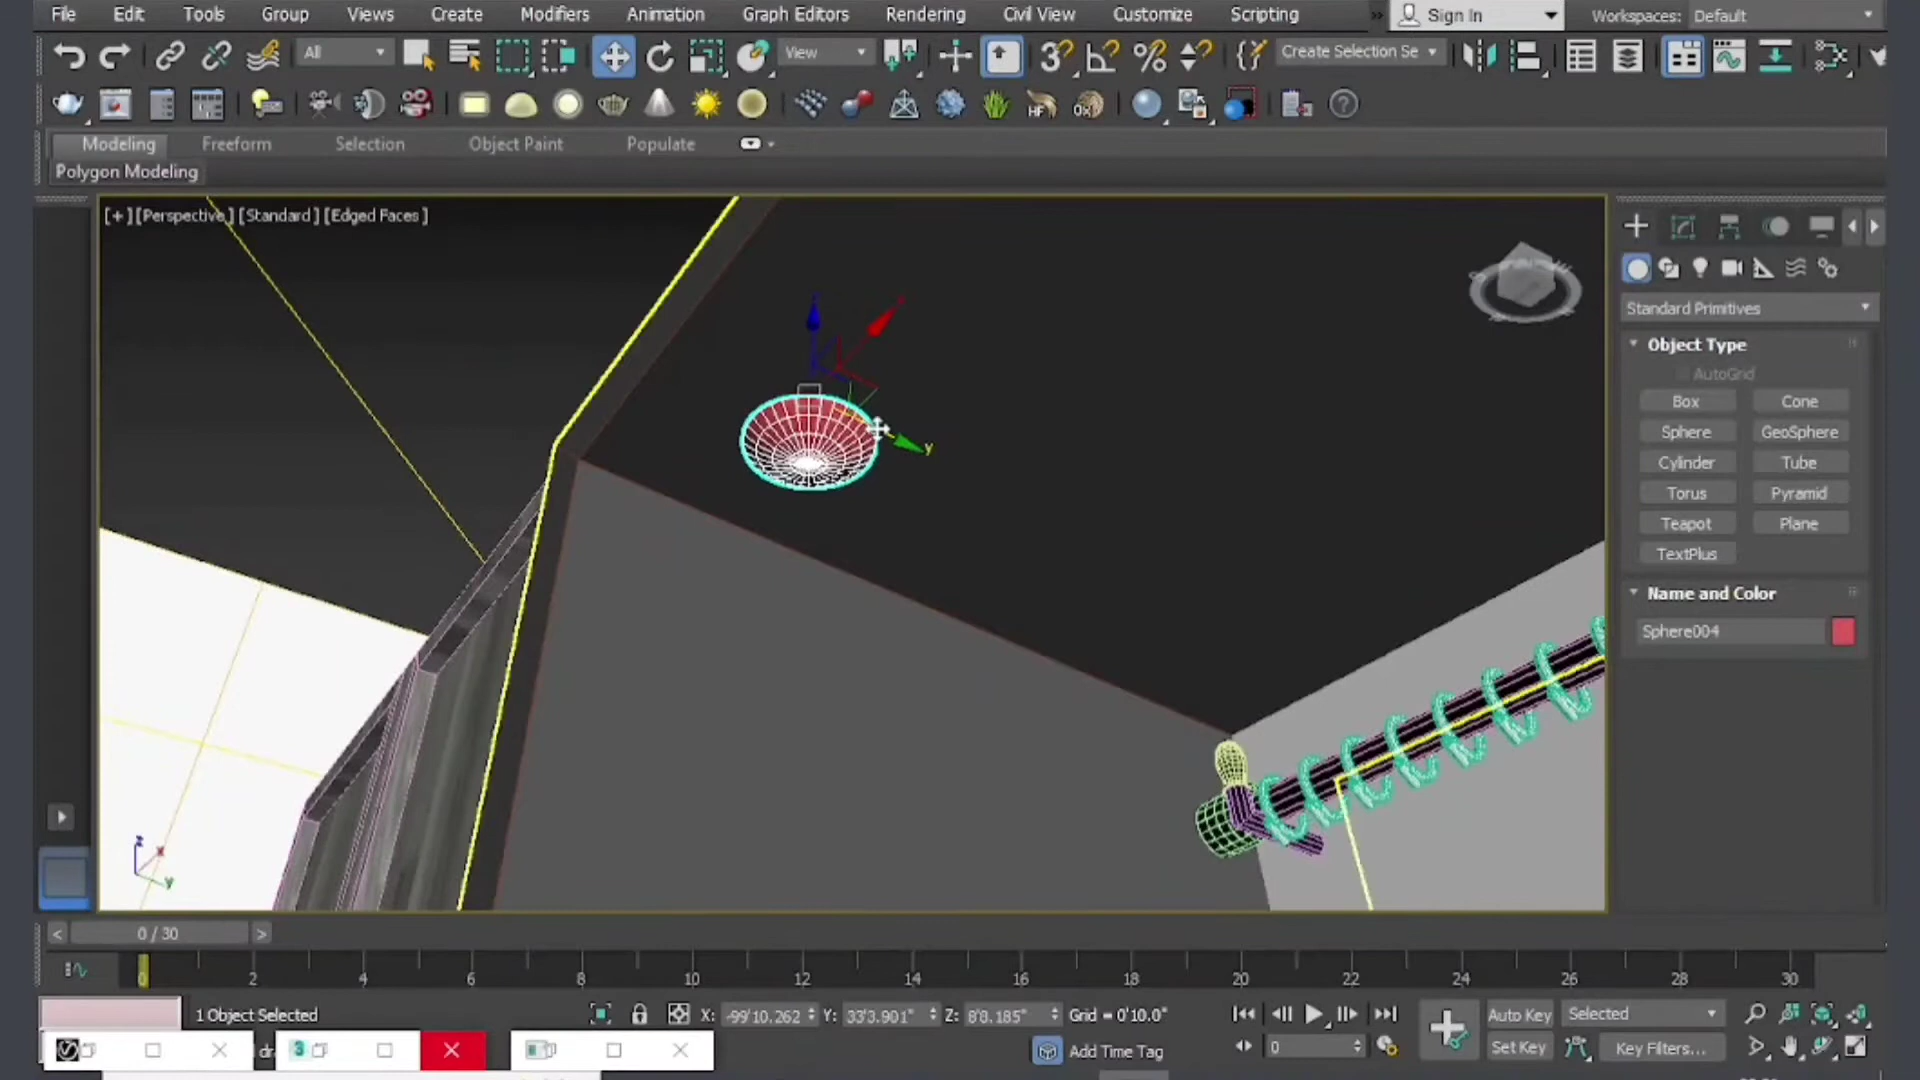 File Edit Tools Group Views Create Modifiers Animation Graph Editors Rendering Civil View Customize Scripting » Sign In Workspaces: Default
All View 3 Create Selection Se
HF
Modeling Freeform Selection Object Paint Populate
Polygon Modeling
[+] [Perspective] [Standard] [Edged Faces]
Standard Primitives
Object Type
AutoGrid
Box Cone
Sphere GeoSphere
Cylinder Tube
Torus Pyramid
Teapot Plane
TextPlus
Name and Color
Sphere004
y
z
x
y
< 0 / 30 >
0 2 4 6 8 10 12 14 16 18 20 22 24 26 28 30
1 Object Selected X: -99'10.262 Y: 33'3.901" Z: 8'8.185" Grid = 0'10.0" Auto Key Selected
3 Add Time Tag 0 Set Key Key Filters...